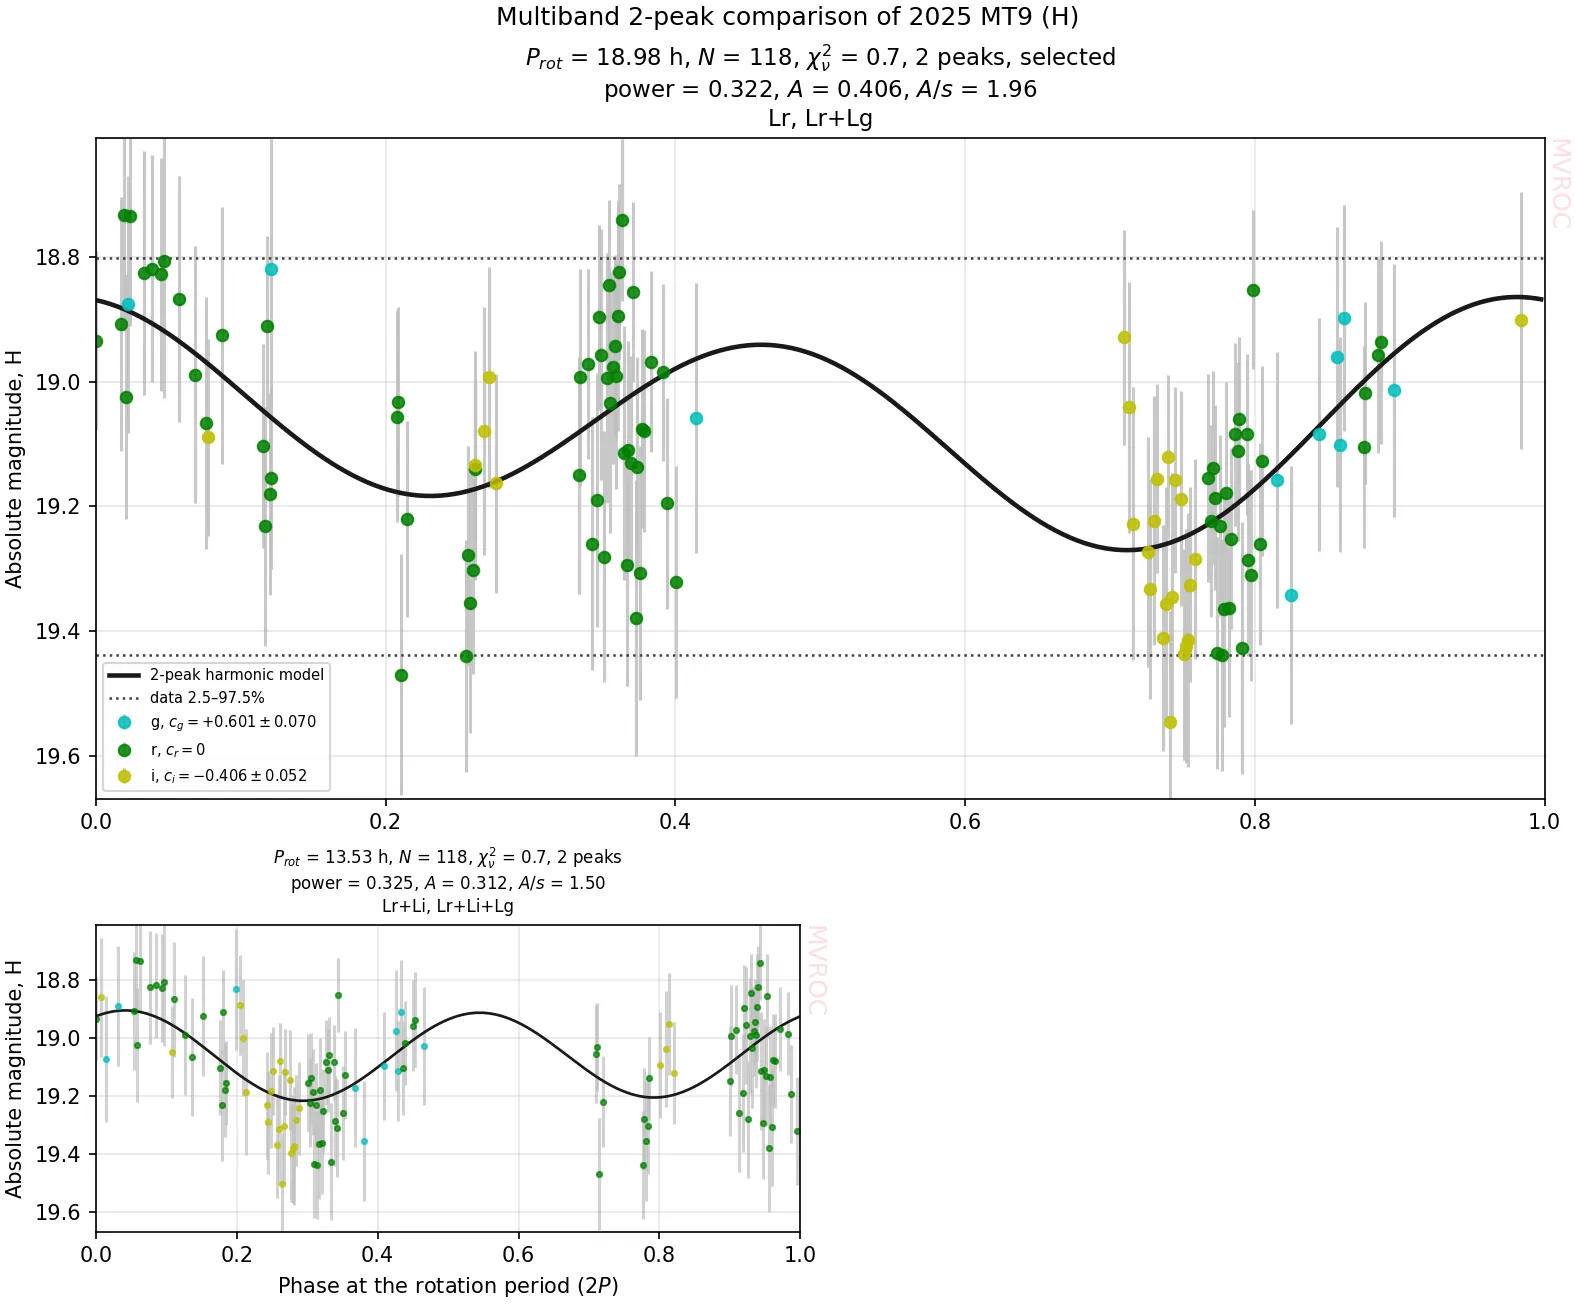 Multiband 2-peak comparison of 2025 MT9 (H)
P_rot = 18.98 h, N = 118, χ²_ν = 0.7, 2 peaks, selected
power = 0.322, A = 0.406, A/s = 1.96
Lr, Lr+Lg
MVROC
Absolute magnitude, H
18.8
19.0
19.2
19.4
19.6
2-peak harmonic model
data 2.5–97.5%
g, c_g = +0.601 ± 0.070
r, c_r = 0
i, c_i = −0.406 ± 0.052
0.0 0.2 0.4 0.6 0.8 1.0
P_rot = 13.53 h, N = 118, χ²_ν = 0.7, 2 peaks
power = 0.325, A = 0.312, A/s = 1.50
Lr+Li, Lr+Li+Lg
MVROC
Absolute magnitude, H
18.8
19.0
19.2
19.4
19.6
0.0 0.2 0.4 0.6 0.8 1.0
Phase at the rotation period (2P)